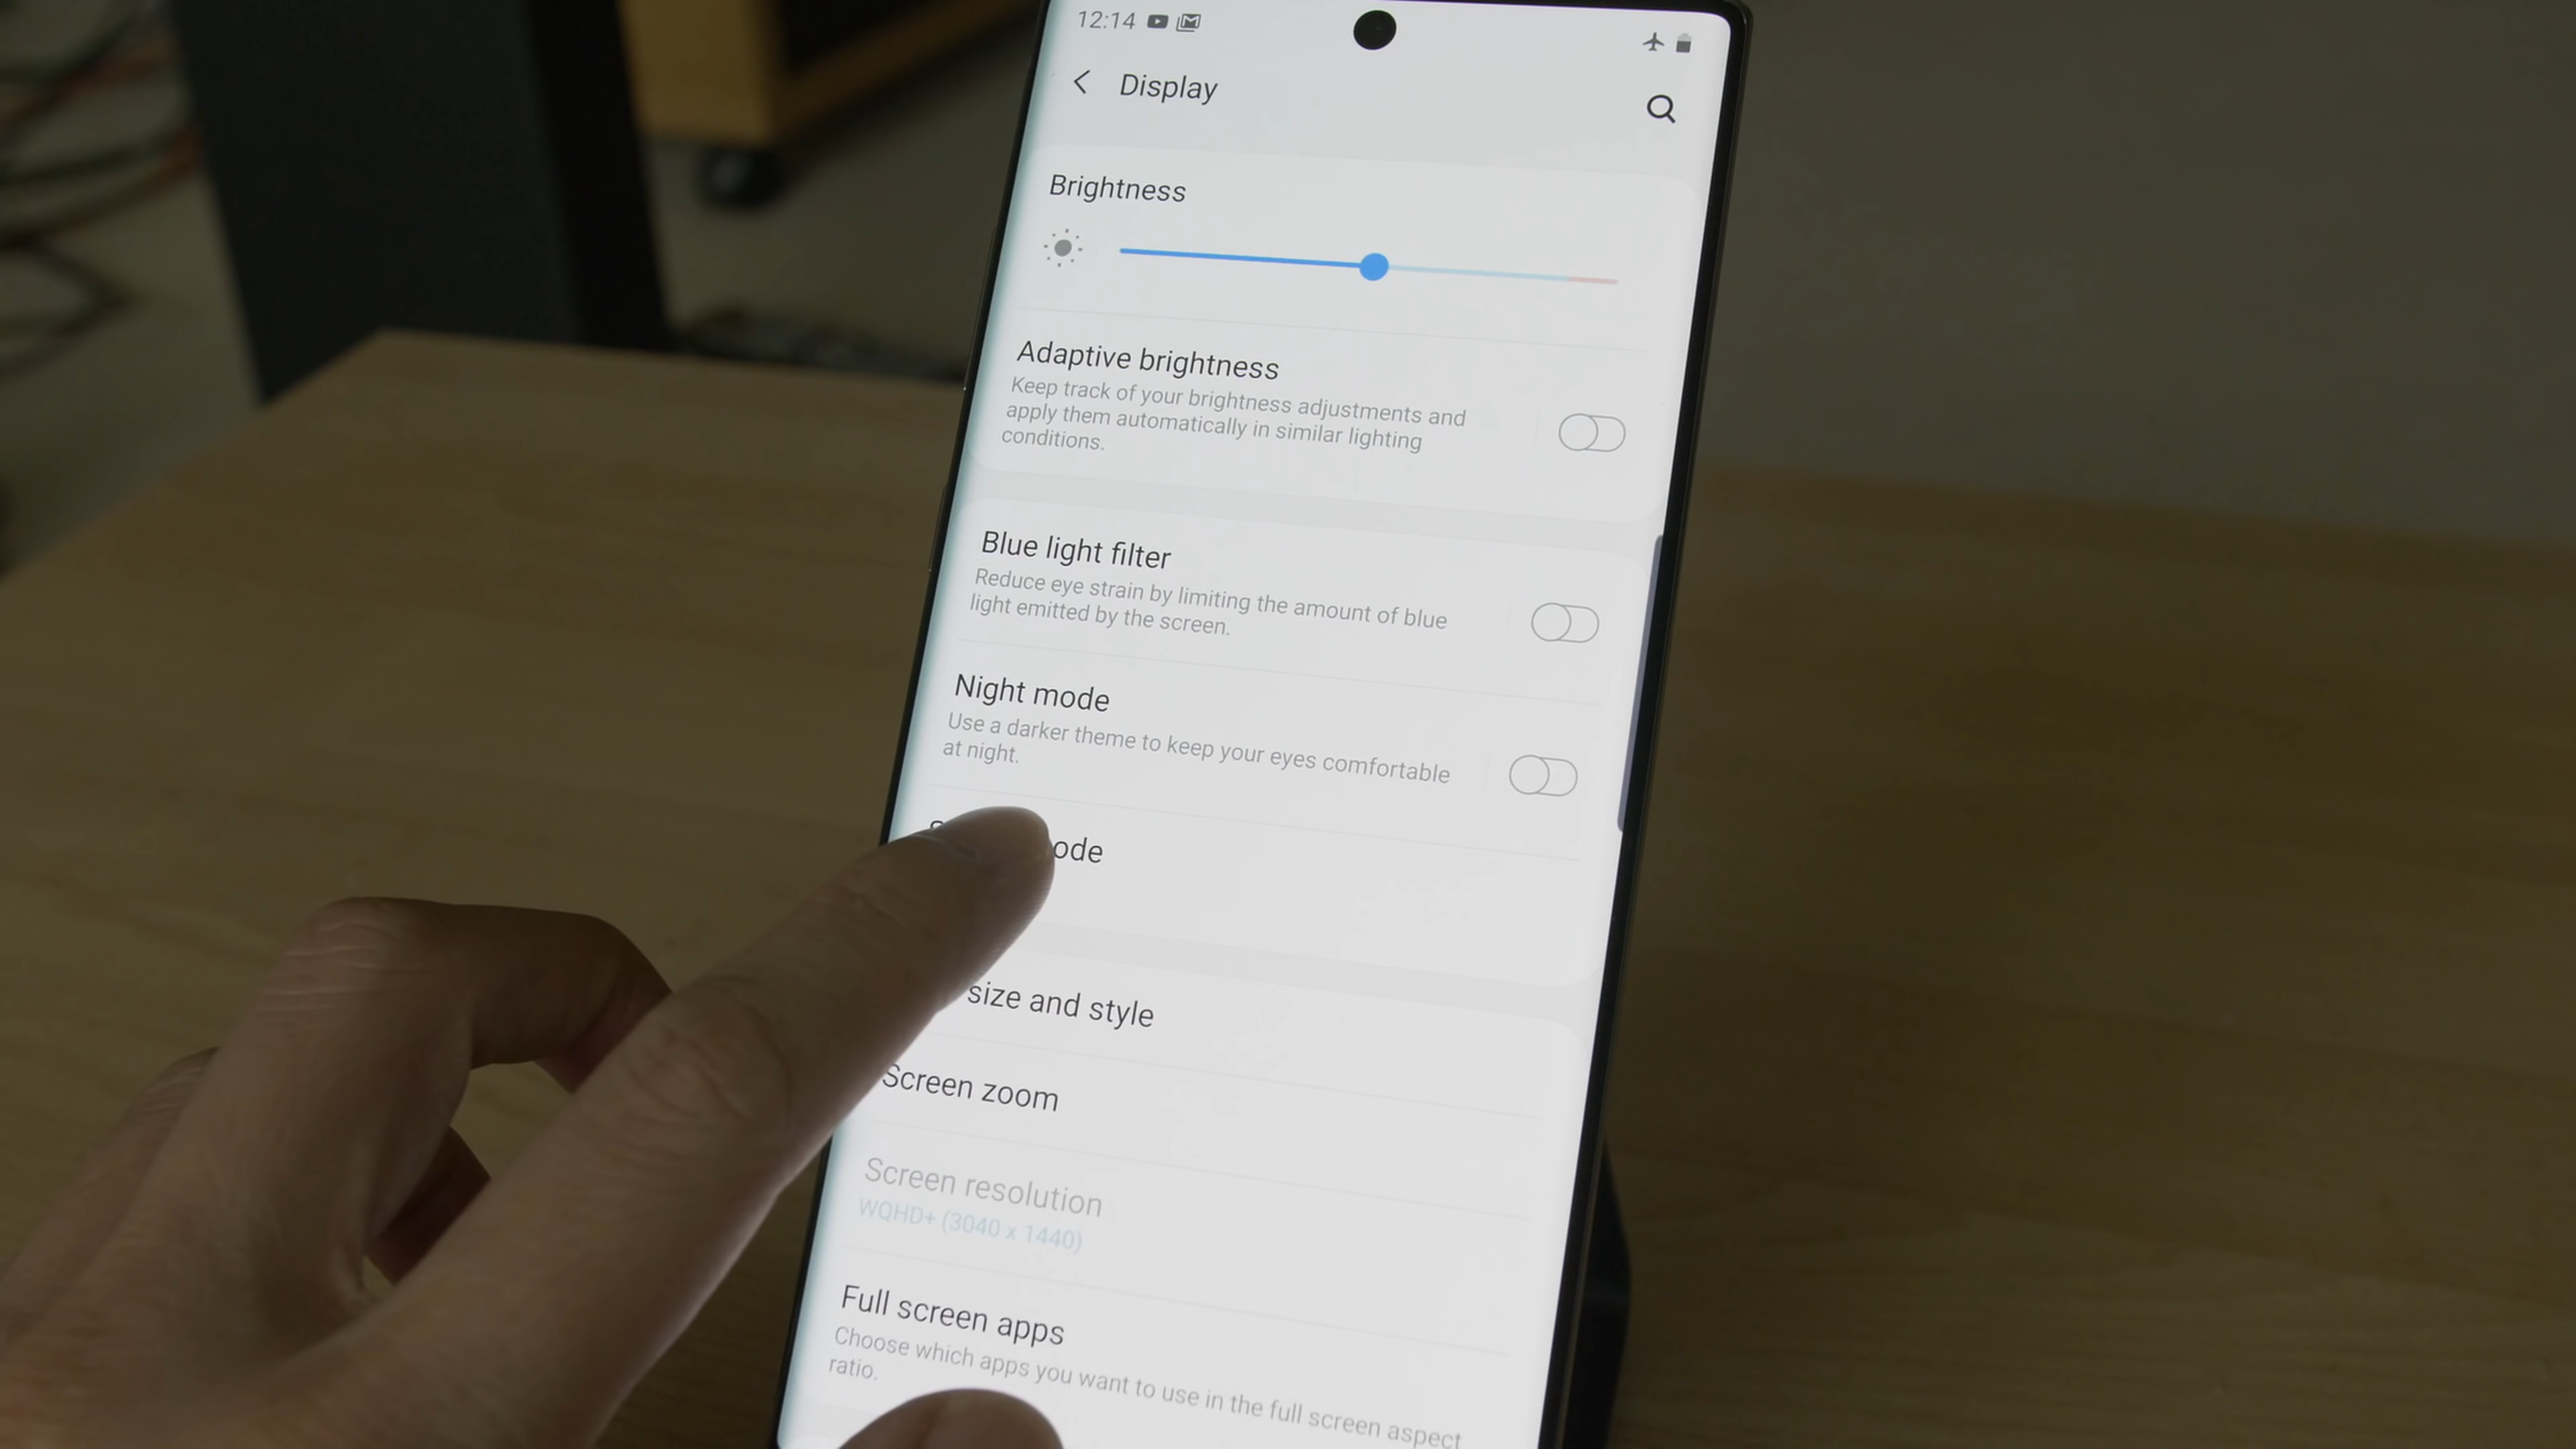 12:14
Display
Brightness
Adaptive brightness
Keep track of your brightness adjustments and
apply them automatically in similar lighting
conditions.
Blue light filter
Reduce eye strain by limiting the amount of blue
light emitted by the screen.
Night mode
Use a darker theme to keep your eyes comfortable
at night.
size and style
Screen zoom
Screen resolution
WQHD+ (3040 x 1440)
Full screen apps
Choose which apps you want to use in the full screen aspect
ratio.